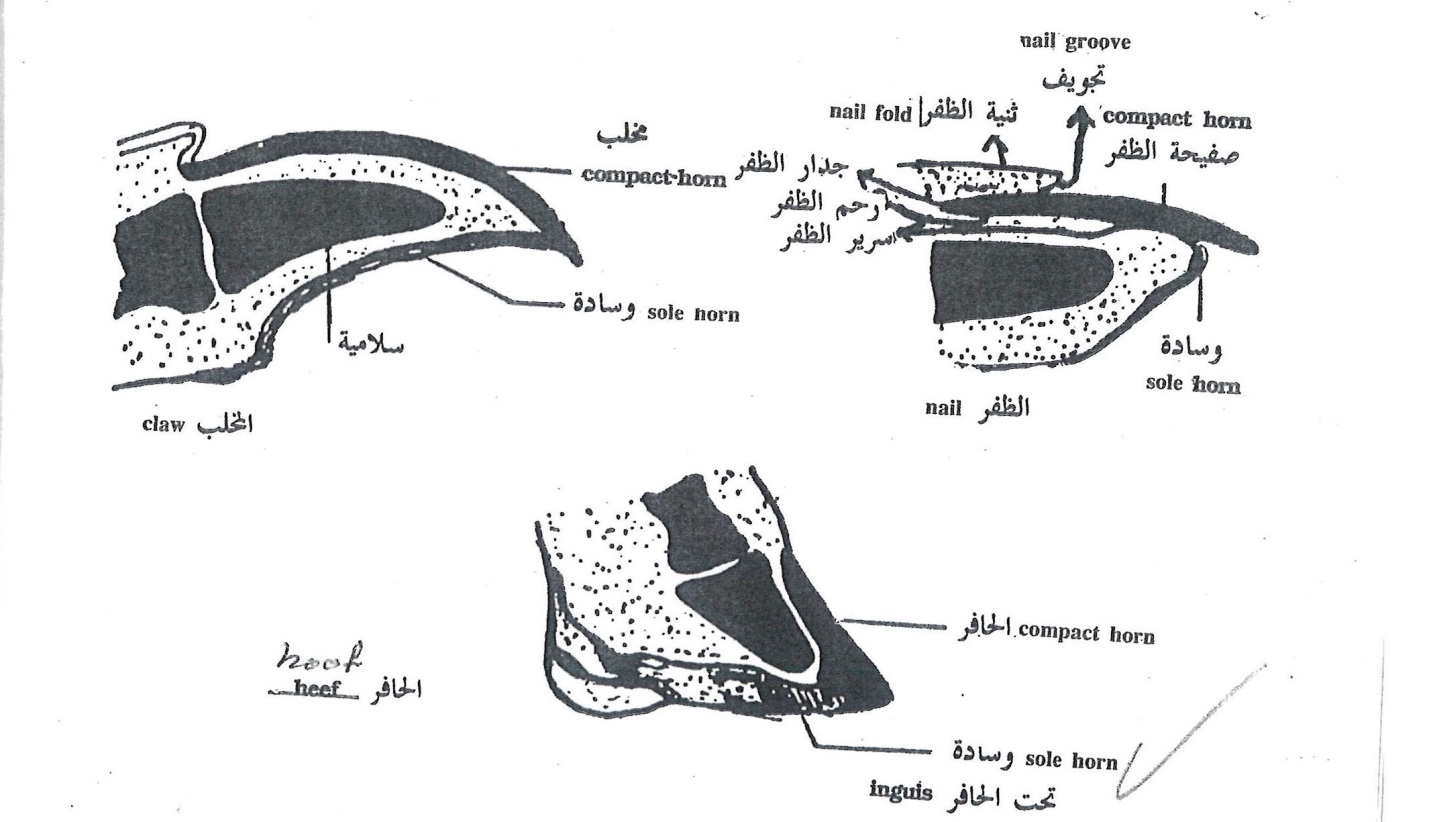 مخلب
compact-horn
وسادة sole horn
سلامية
claw المخلب
nail groove
تجويف
nail fold ثنية الظفر
compact horn
صفيحة الظفر
جدار الظفر
رحم الظفر
سرير الظفر
وسادة
sole horn
nail الظفر
الحافر compact horn
hoof
heef الحافر
وسادة sole horn
inguis تحت الحافر